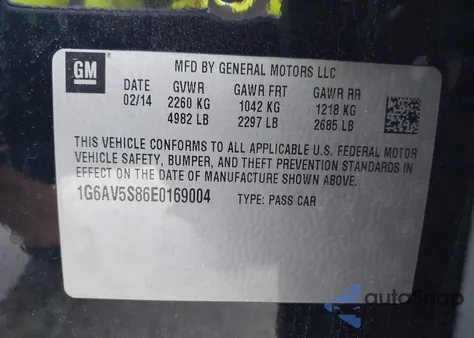 GM
MFD BY GENERAL MOTORS LLC
DATE GVWR GAWR FRT GAWR RR
02/14 2260 KG 1042 KG 1218 KG
4982 LB 2297 LB 2685 LB
THIS VEHICLE CONFORMS TO ALL APPLICABLE U.S. FEDERAL MOTOR
VEHICLE SAFETY, BUMPER, AND THEFT PREVENTION STANDARDS IN
EFFECT ON THE DATE OF MANUFACTURE SHOWN ABOVE.
1G6AV5S86E0169004 TYPE: PASS CAR
autoSnap